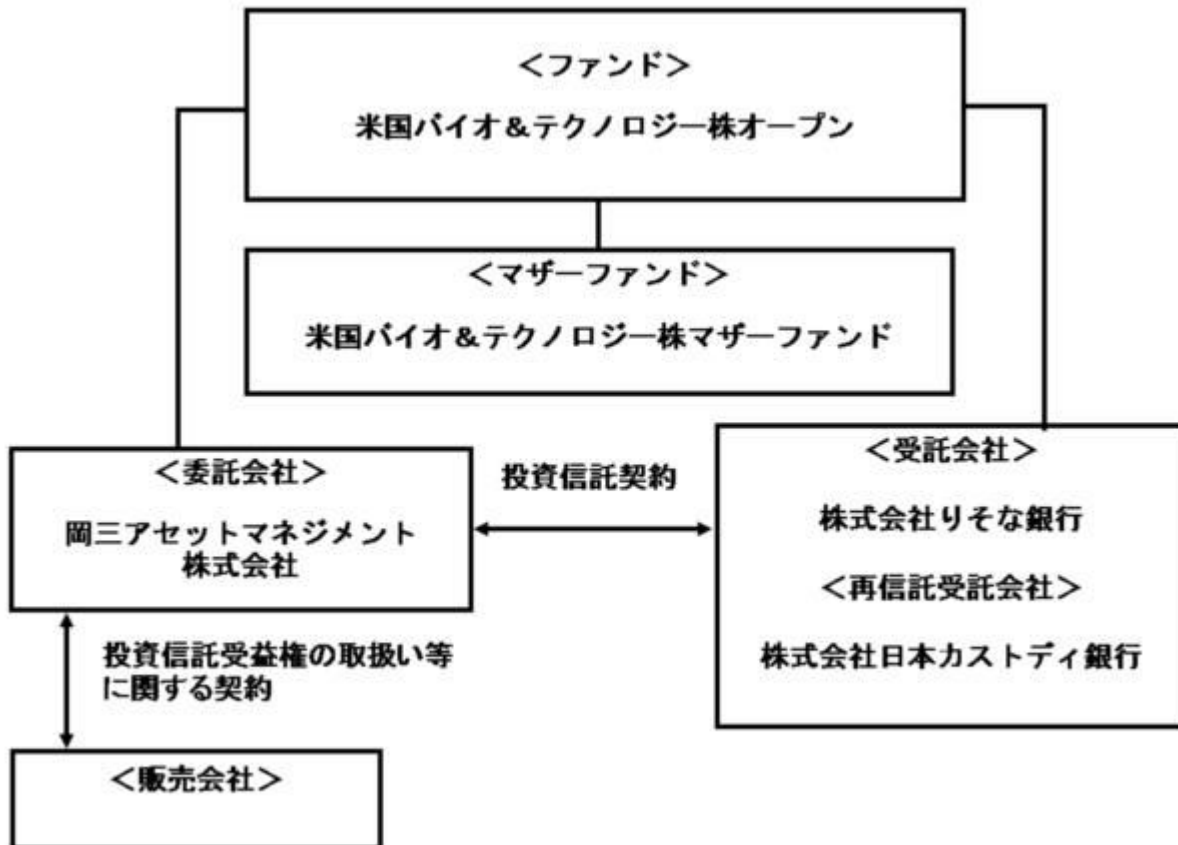 ＜ファンド＞
米国バイオ＆テクノロジー株オープン
＜マザーファンド＞
米国バイオ＆テクノロジー株マザーファンド
＜委託会社＞
岡三アセットマネジメント
株式会社
投資信託契約
＜受託会社＞
株式会社りそな銀行
＜再信託受託会社＞
株式会社日本カストディ銀行
投資信託受益権の取扱い等
に関する契約
＜販売会社＞